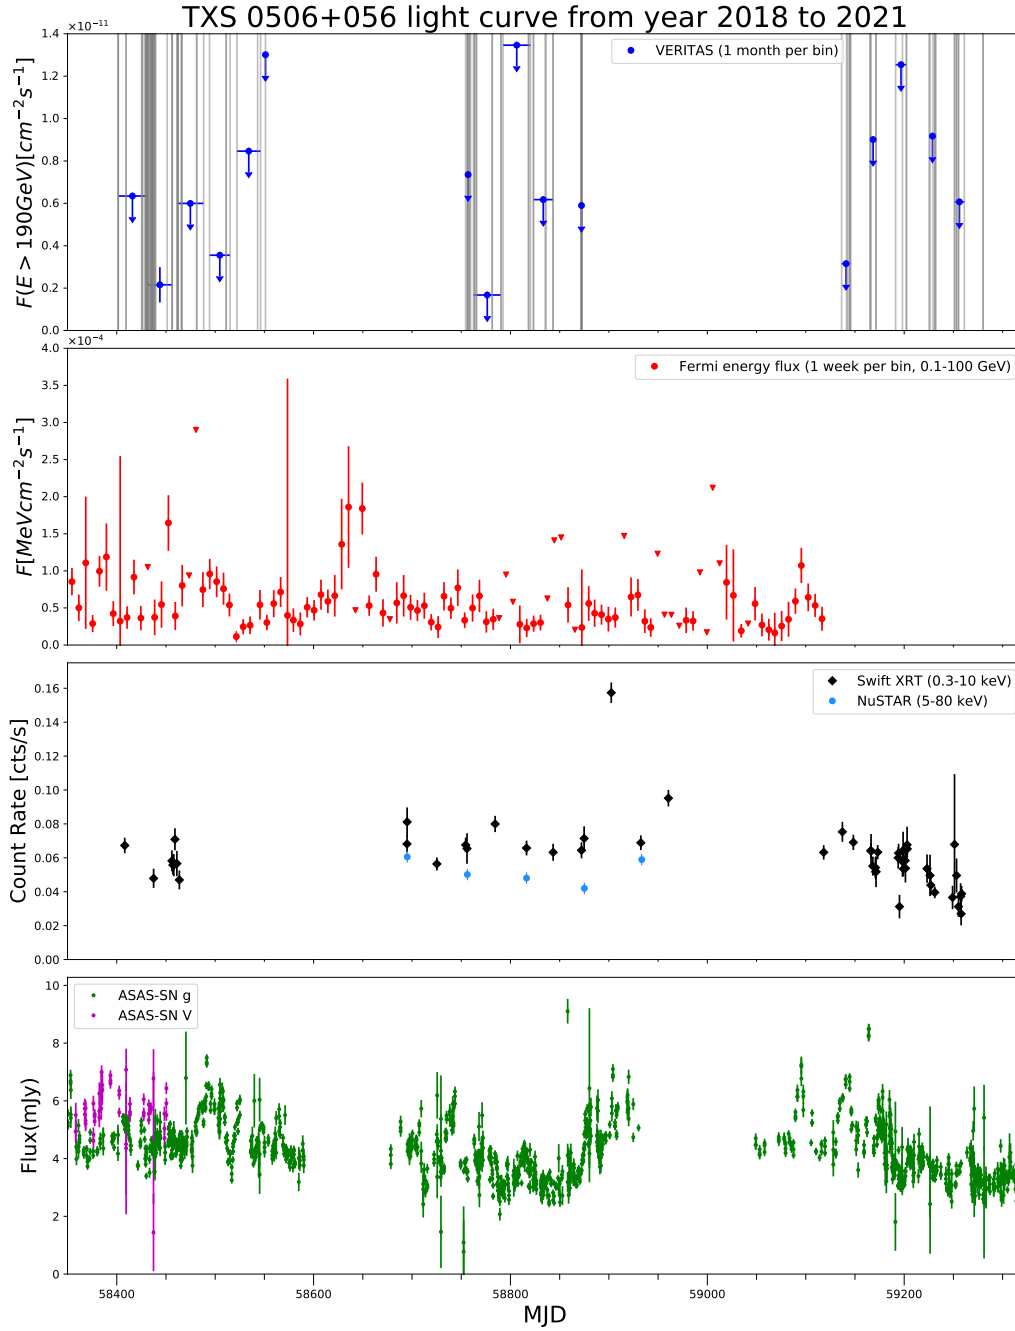 TXS 0506+056 light curve from year 2018 to 2021
×10⁻¹¹
1.4
1.2
1.0
0.8
0.6
0.4
0.2
0.0
F(E > 190GeV)[cm⁻²s⁻¹]
VERITAS (1 month per bin)
×10⁻⁴
4.0
3.5
3.0
2.5
2.0
1.5
1.0
0.5
0.0
F[MeVcm⁻²s⁻¹]
Fermi energy flux (1 week per bin, 0.1-100 GeV)
0.16
0.14
0.12
0.10
0.08
0.06
0.04
0.02
0.00
Count Rate [cts/s]
Swift XRT (0.3-10 keV)
NuSTAR (5-80 keV)
10
8
6
4
2
0
Flux(mJy)
ASAS-SN g
ASAS-SN V
58400 58600 58800 59000 59200
MJD